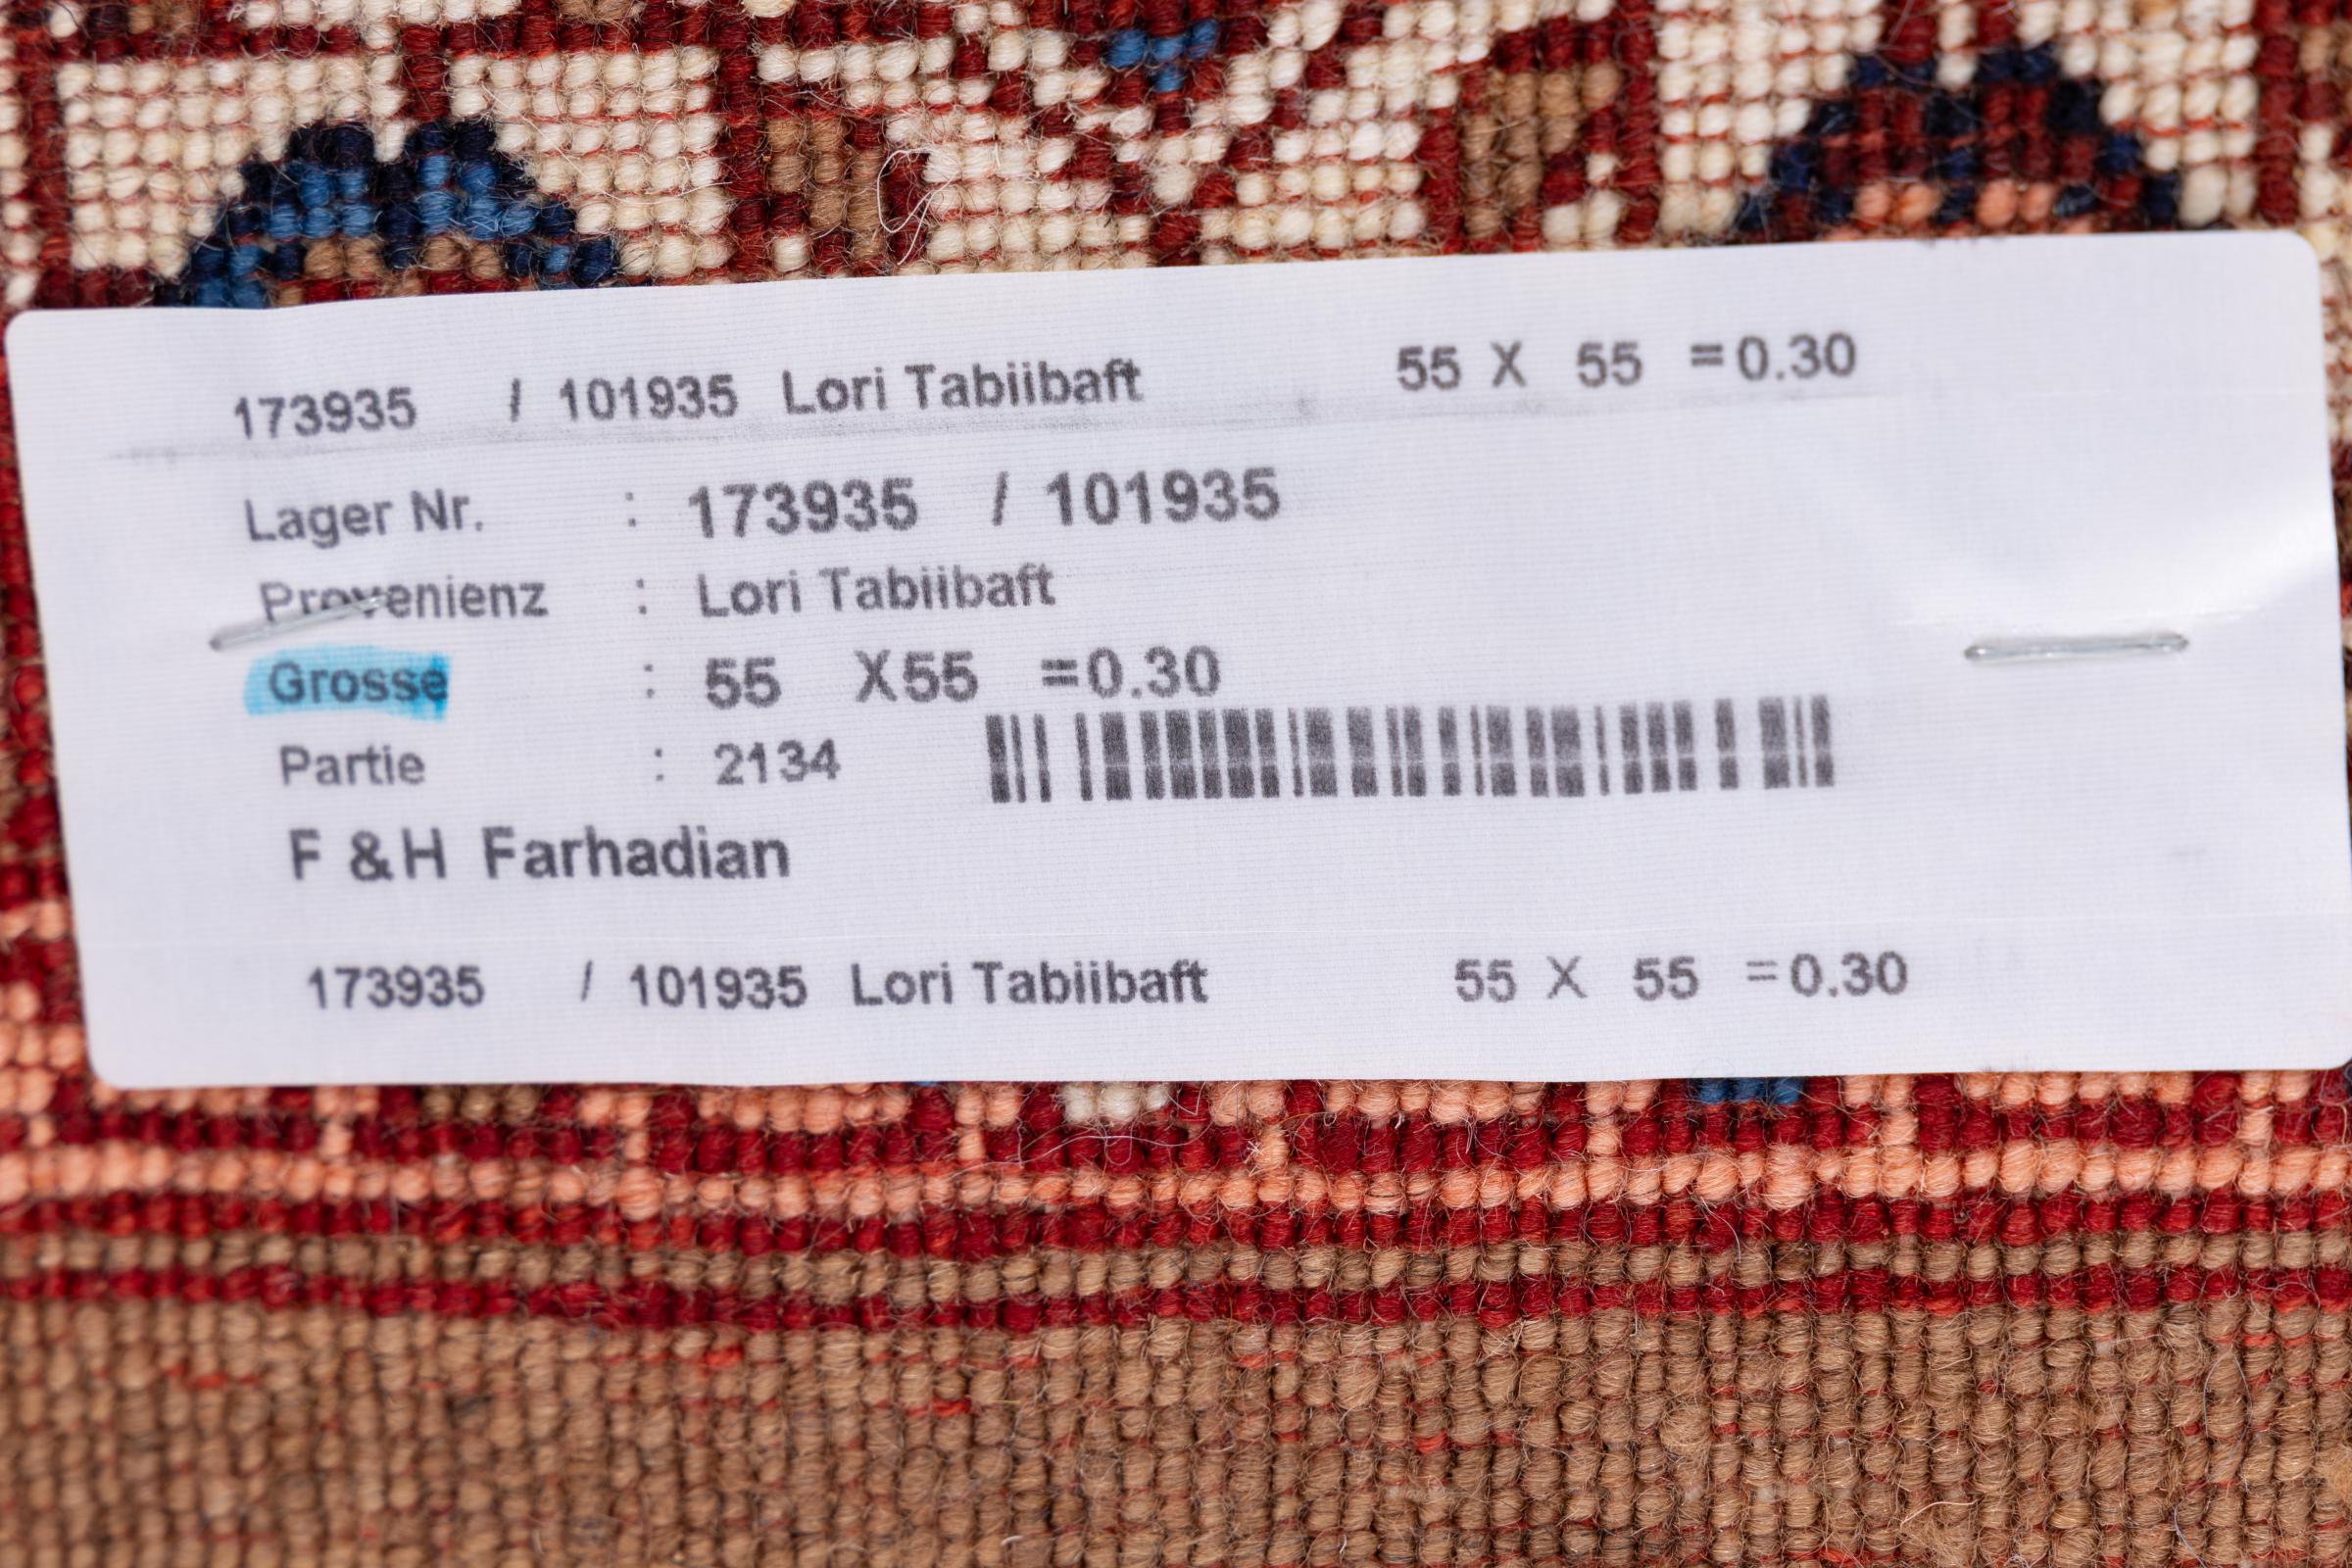 173935 / 101935 Lori Tabiibaft 55 X 55 =0.30
Lager Nr. : 173935 / 101935
Provenienz : Lori Tabiibaft
Grosse : 55 X55 =0.30
Partie : 2134
F & H Farhadian
173935 / 101935 Lori Tabiibaft 55 X 55 =0.30